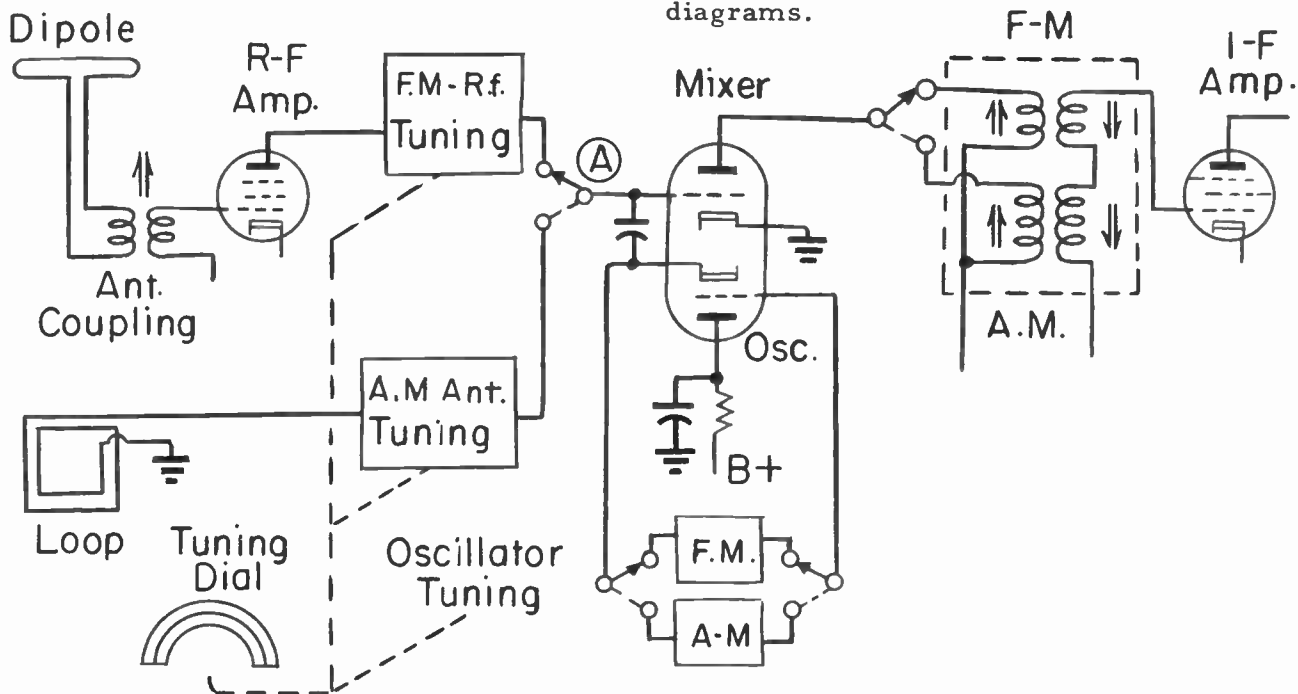 diagrams.
Dipole
R-F
Amp.
F.M-R.f.
Tuning
A
Mixer
F-M
I-F
Amp.
Ant.
Coupling
A.M.
Osc.
A.M Ant.
Tuning
B+
Loop
Tuning
Dial
Oscillator
Tuning
F.M.
A-M